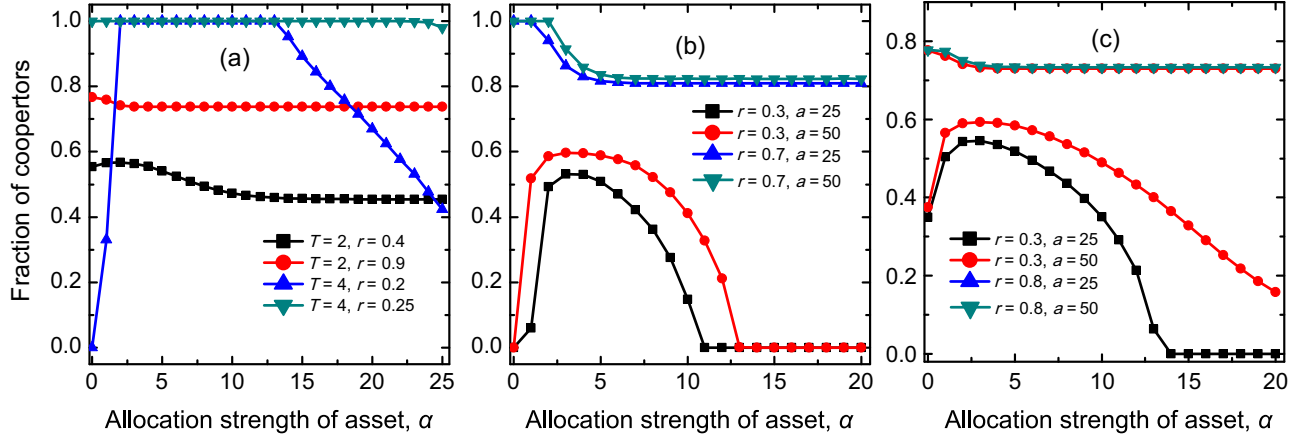 Fraction of coopertors
(a)
1.0
0.8
0.6
0.4
0.2
0.0
T = 2, r = 0.4
T = 2, r = 0.9
T = 4, r = 0.2
T = 4, r = 0.25
0 5 10 15 20 25
Allocation strength of asset, α
(b)
1.0
0.8
0.6
0.4
0.2
0.0
r = 0.3, a = 25
r = 0.3, a = 50
r = 0.7, a = 25
r = 0.7, a = 50
0 5 10 15 20
Allocation strength of asset, α
(c)
0.8
0.6
0.4
0.2
0.0
r = 0.3, a = 25
r = 0.3, a = 50
r = 0.8, a = 25
r = 0.8, a = 50
0 5 10 15 20
Allocation strength of asset, α